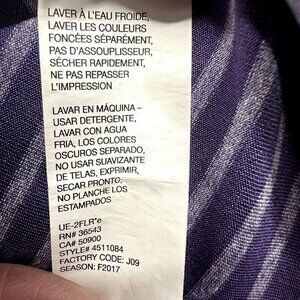 LAVER À L'EAU FROIDE,
LAVER LES COULEURS
FONCÉES SÉPARÉMENT,
PAS D'ASSOUPLISSEUR,
SÉCHER RAPIDEMENT,
NE PAS REPASSER
L'IMPRESSION
LAVAR EN MÁQUINA –
USAR DETERGENTE,
LAVAR CON AGUA
FRIA, LOS COLORES
OSCUROS SEPARADO,
NO USAR SUAVIZANTE
DE TELAS, EXPRIMIR,
SECAR PRONTO,
NO PLANCHE LOS
ESTAMPADOS
UE-2FLR*e
RN# 36543
CA# 50900
STYLE# 4511084
FACTORY CODE: J09
SEASON: F2017